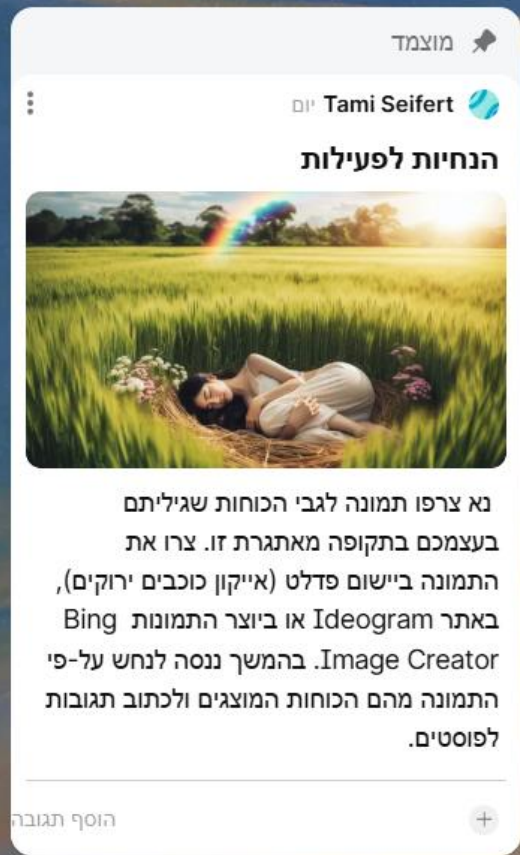 מוצמד
Tami Seifert יום
הנחיות לפעילות
נא צרפו תמונה לגבי הכוחות שגיליתם
בעצמכם בתקופה מאתגרת זו. צרו את
התמונה ביישום פדלט (אייקון כוכבים ירוקים),
באתר Ideogram או ביוצר התמונות Bing
Image Creator. בהמשך ננסה לנחש על-פי
התמונה מהם הכוחות המוצגים ולכתוב תגובות
לפוסטים.
הוסף תגובה